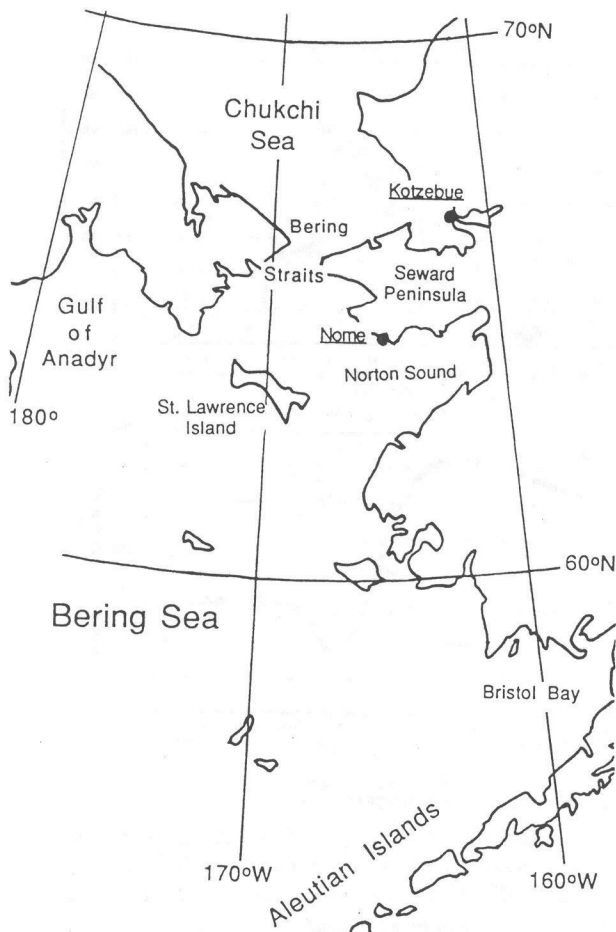 70oN
Chukchi
Sea
Kotzebue
Bering
Straits
Seward
Peninsula
Gulf
of
Anadyr
Nome
Norton Sound
180o
St. Lawrence
Island
60oN
Bering Sea
Bristol Bay
Aleutian Islands
170oW
160oW